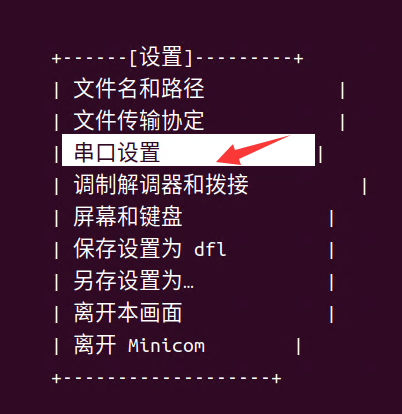 +------[设置]---------+
| 文件名和路径            |
| 文件传输协定            |
| 串口设置              |
| 调制解调器和拨接          |
| 屏幕和键盘             |
| 保存设置为 dfl         |
| 另存设置为…            |
| 离开本画面             |
| 离开 Minicom        |
+-------------------+